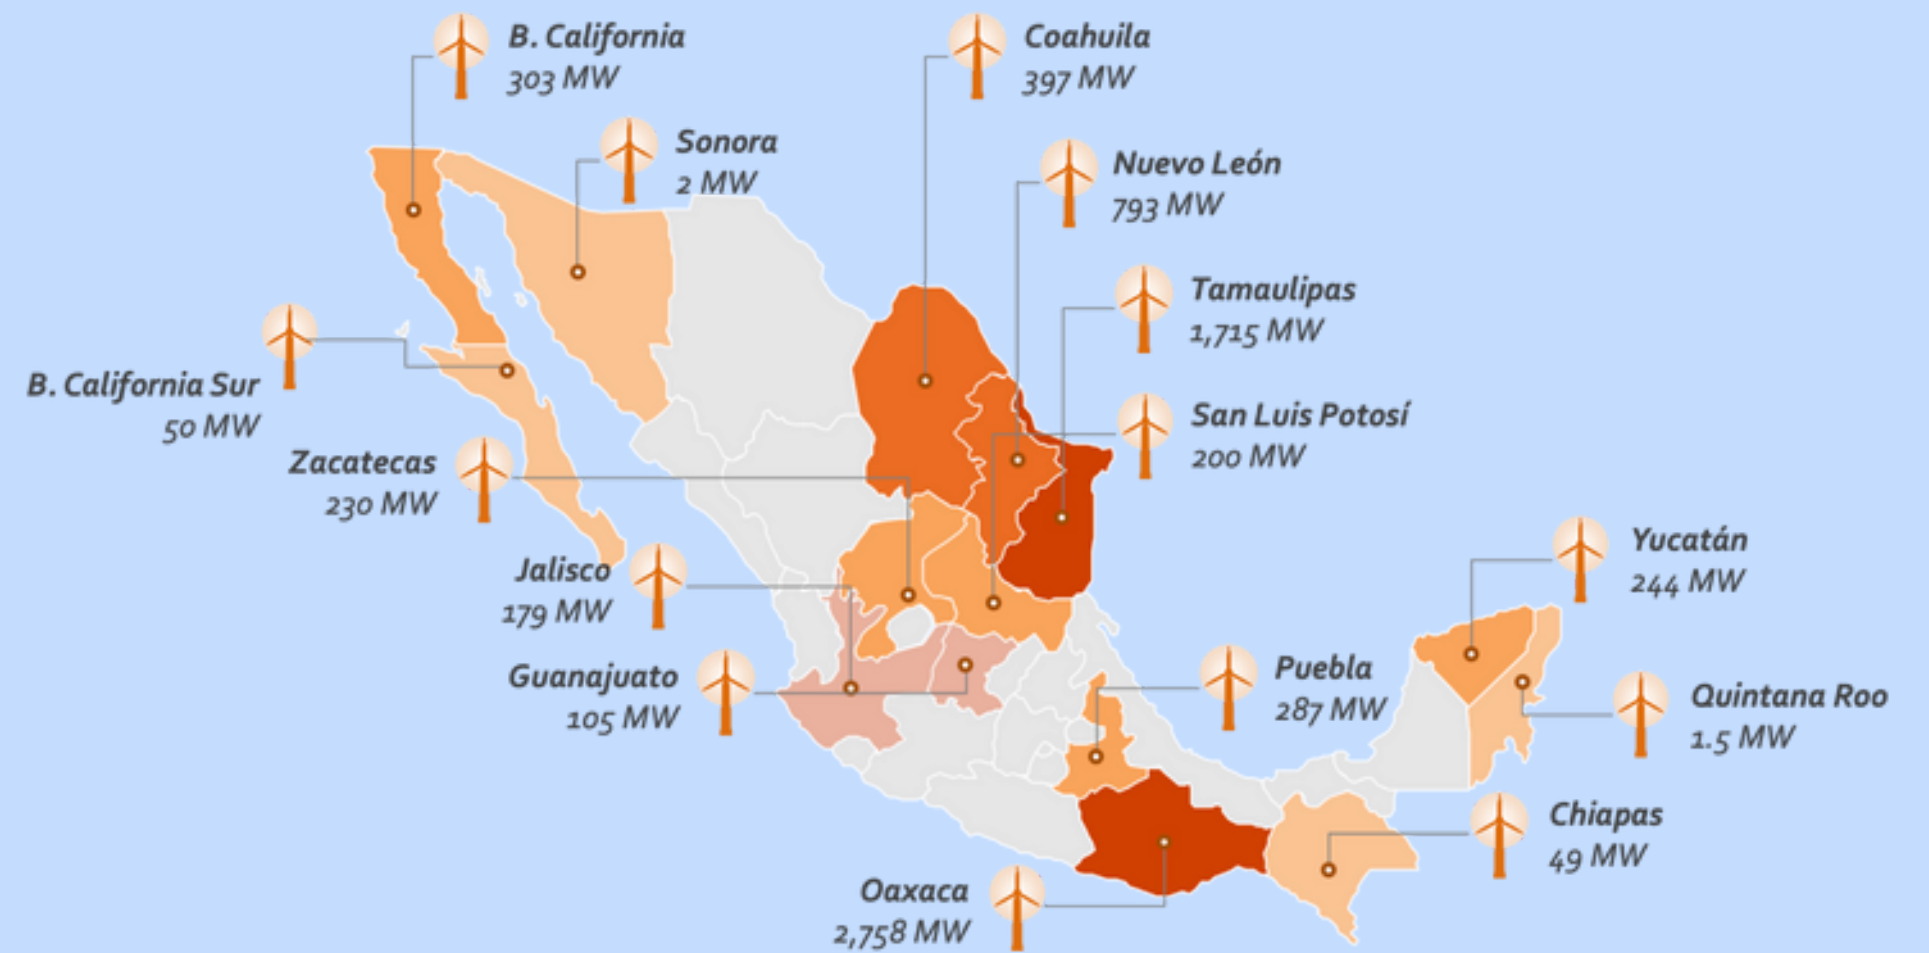 B. California
303 MW
Coahuila
397 MW
Sonora
2 MW
Nuevo León
793 MW
Tamaulipas
1,715 MW
B. California Sur
50 MW
San Luis Potosí
200 MW
Zacatecas
230 MW
Yucatán
244 MW
Jalisco
179 MW
Guanajuato
105 MW
Puebla
287 MW
Quintana Roo
1.5 MW
Chiapas
49 MW
Oaxaca
2,758 MW